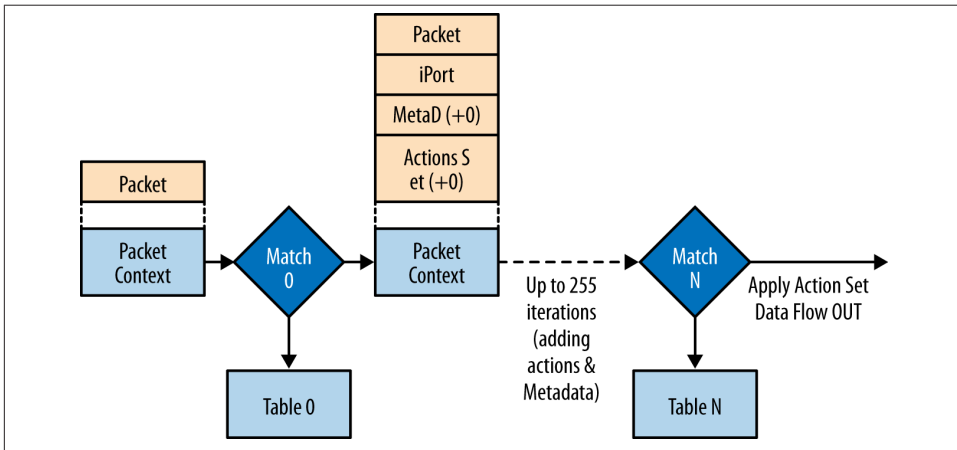 Packet
iPort
MetaD (+0)
Actions S
et (+0)
Packet
Packet
Context
Match
0
Packet
Context
Up to 255
iterations
(adding
actions &
Metadata)
Match
N
Apply Action Set
Data Flow OUT
Table 0
Table N